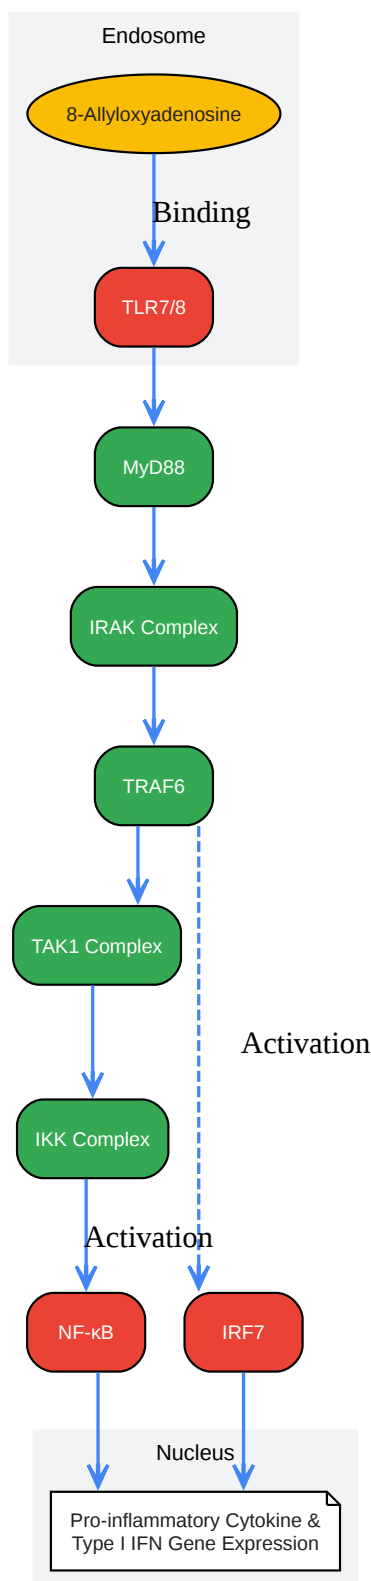 Endosome
8-Allyloxyadenosine
Binding
TLR7/8
MyD88
IRAK Complex
TRAF6
TAK1 Complex
Activation
IKK Complex
Activation
NF-κB
IRF7
Nucleus
Pro-inflammatory Cytokine &
Type I IFN Gene Expression